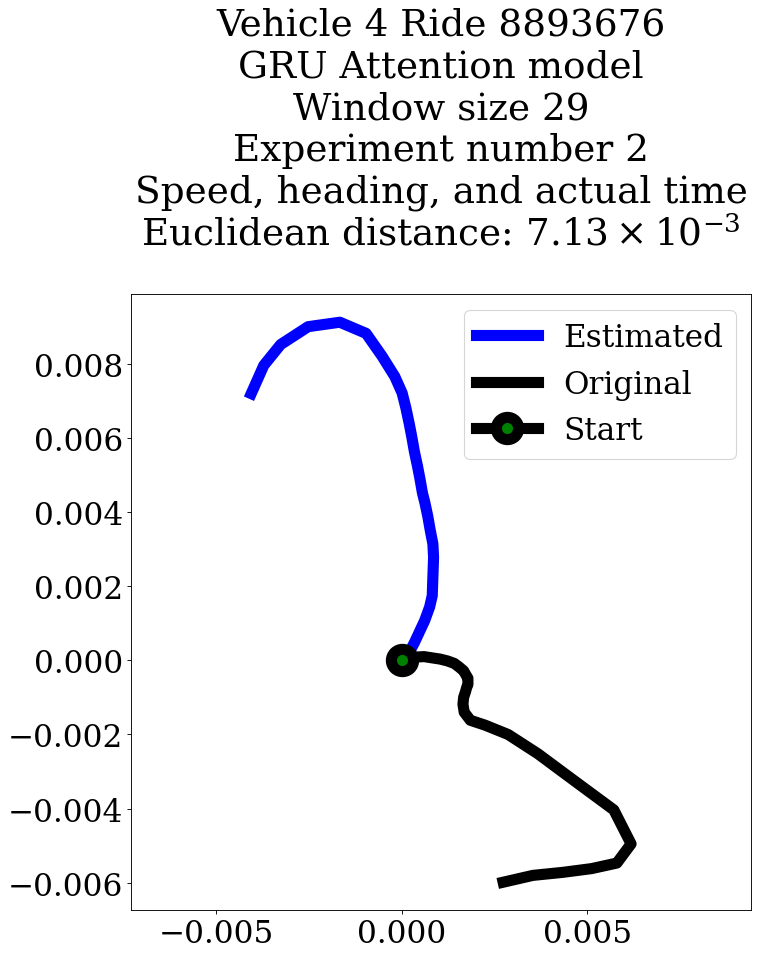 Vehicle 4 Ride 8893676
GRU Attention model
Window size 29
Experiment number 2
Speed, heading, and actual time
Euclidean distance: 7.13 × 10⁻³
Estimated
Original
Start
0.008
0.006
0.004
0.002
0.000
−0.002
−0.004
−0.006
−0.005 0.000 0.005